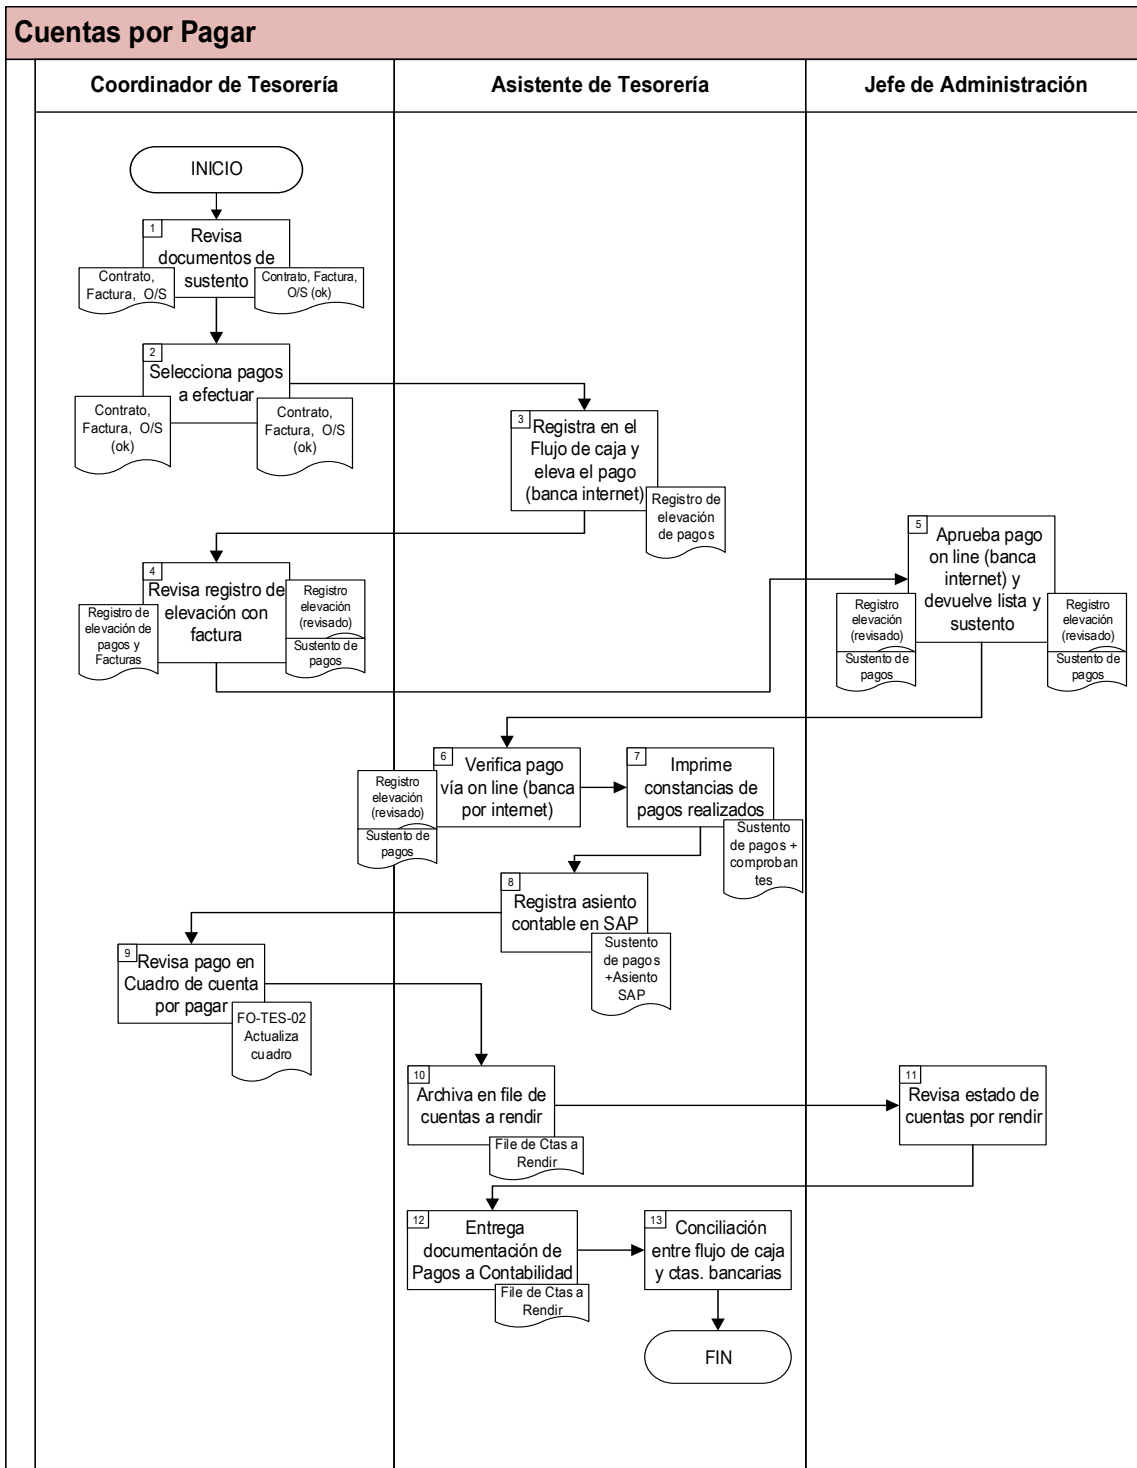 Cuentas por Pagar
Coordinador de Tesorería
Asistente de Tesorería
Jefe de Administración
INICIO
1
Revisa
documentos de
sustento
Contrato,
Factura, O/S
Contrato, Factura,
O/S (ok)
2
Selecciona pagos
a efectuar
Contrato,
Factura, O/S
(ok)
Contrato,
Factura, O/S
(ok)
3
Registra en el
Flujo de caja y
eleva el pago
(banca internet)
Registro de
elevación
de pagos
4
Revisa registro de
elevación con
factura
Registro de
elevación de
pagos y
Facturas
Registro
elevación
(revisado)
Sustento de
pagos
5
Aprueba pago
on line (banca
internet) y
devuelve lista y
sustento
Registro
elevación
(revisado)
Sustento de
pagos
Registro
elevación
(revisado)
Sustento de
pagos
6
Verifica pago
vía on line (banca
por internet)
Registro
elevación
(revisado)
Sustento de
pagos
7
Imprime
constancias de
pagos realizados
Sustento
de pagos +
comproban
tes
8
Registra asiento
contable en SAP
Sustento
de pagos
+Asiento
SAP
9
Revisa pago en
Cuadro de cuenta
por pagar
FO-TES-02
Actualiza
cuadro
10
Archiva en file de
cuentas a rendir
File de Ctas a
Rendir
11
Revisa estado de
cuentas por rendir
12
Entrega
documentación de
Pagos a Contabilidad
File de Ctas a
Rendir
13
Conciliación
entre flujo de caja
y ctas. bancarias
FIN